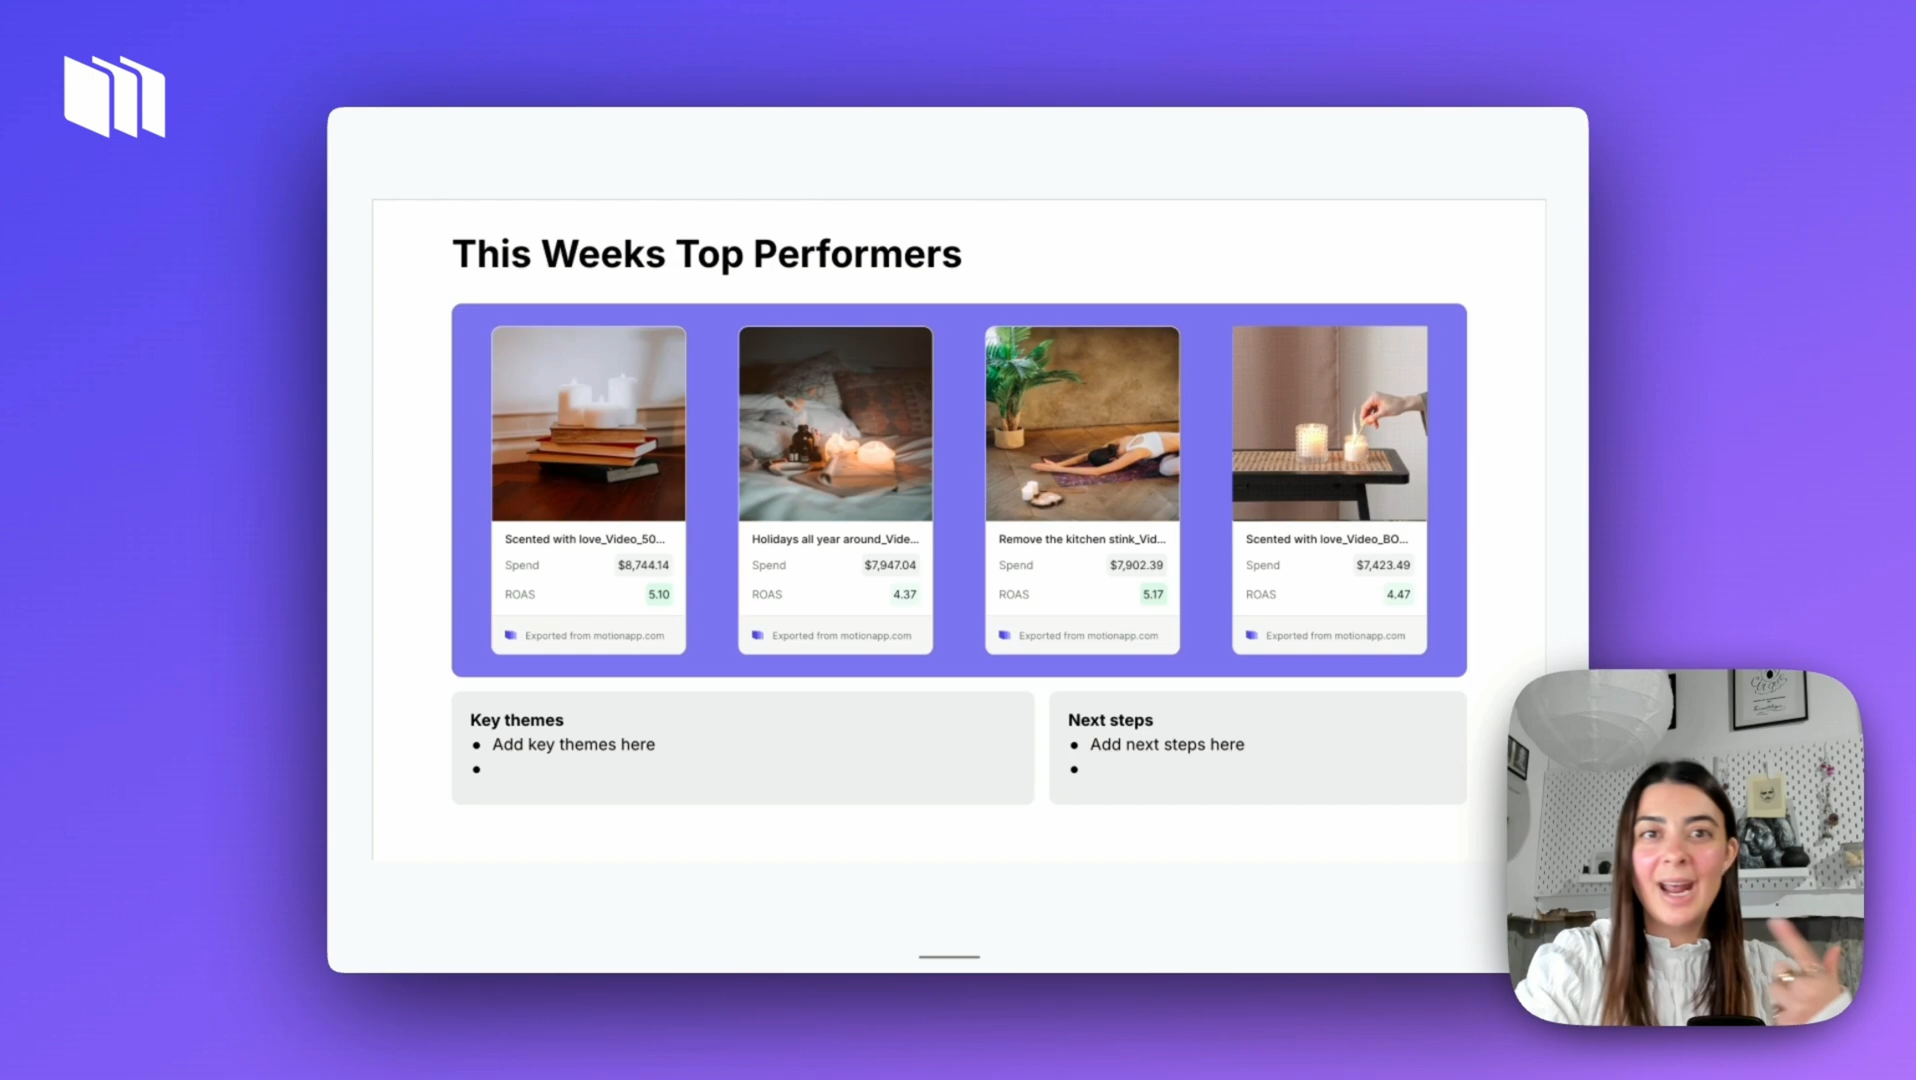 This Weeks Top Performers
Scented with love_Video_50...
Spend $8,744.14
ROAS 5.10
Exported from motionapp.com
Holidays all year around_Vide...
Spend $7,947.04
ROAS 4.37
Exported from motionapp.com
Remove the kitchen stink_Vid...
Spend $7,902.39
ROAS 5.17
Exported from motionapp.com
Scented with love_Video_BO...
Spend $7,423.49
ROAS 4.47
Exported from motionapp.com
Key themes
• Add key themes here
•
Next steps
• Add next steps here
•